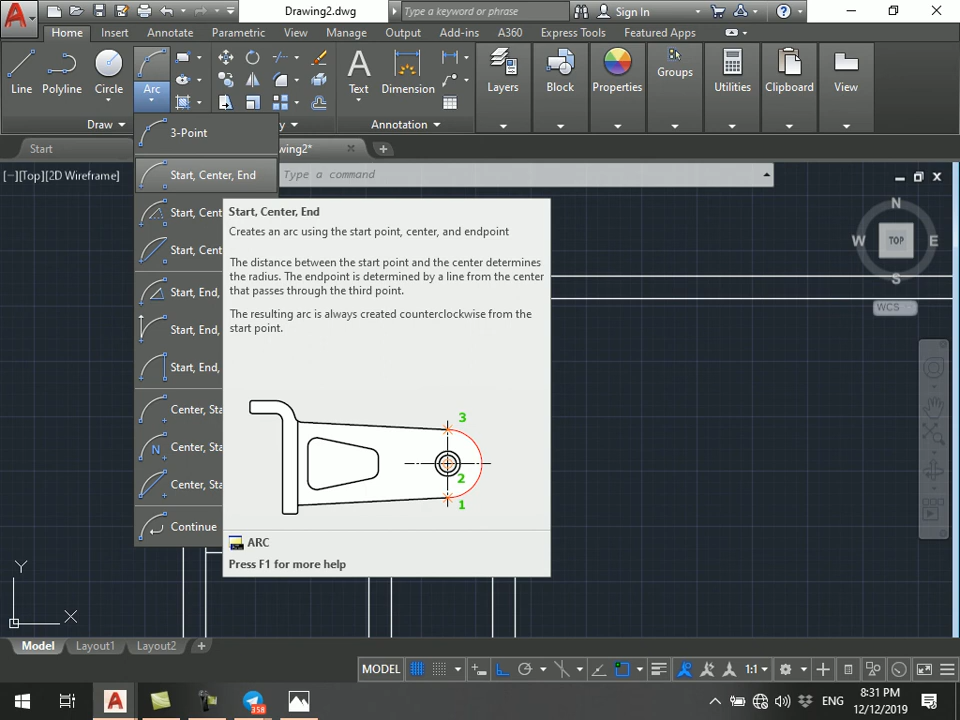 Drawing2.dwg
Type a keyword or phrase
Sign In
Home
Insert
Annotate
Parametric
View
Manage
Output
Add-ins
A360
Express Tools
Featured Apps
Line
Polyline
Circle
Arc
Text
Dimension
Layers
Block
Properties
Groups
Utilities
Clipboard
View
Draw
Annotation
Start
wing2*
3-Point
[−][Top][2D Wireframe]
Type a command
Start, Center, End
Start, Cent
Start, Cent
Start, End,
Start, End,
Start, End,
Center, Sta
Center, Sta
Center, Sta
Continue
Start, Center, End
Creates an arc using the start point, center, and endpoint
The distance between the start point and the center determines
the radius. The endpoint is determined by a line from the center
that passes through the third point.
The resulting arc is always created counterclockwise from the
start point.
3
2
1
ARC
Press F1 for more help
N
W
TOP
E
S
WCS
Y
X
Model
Layout1
Layout2
MODEL
1:1
358
ENG
8:31 PM
12/12/2019